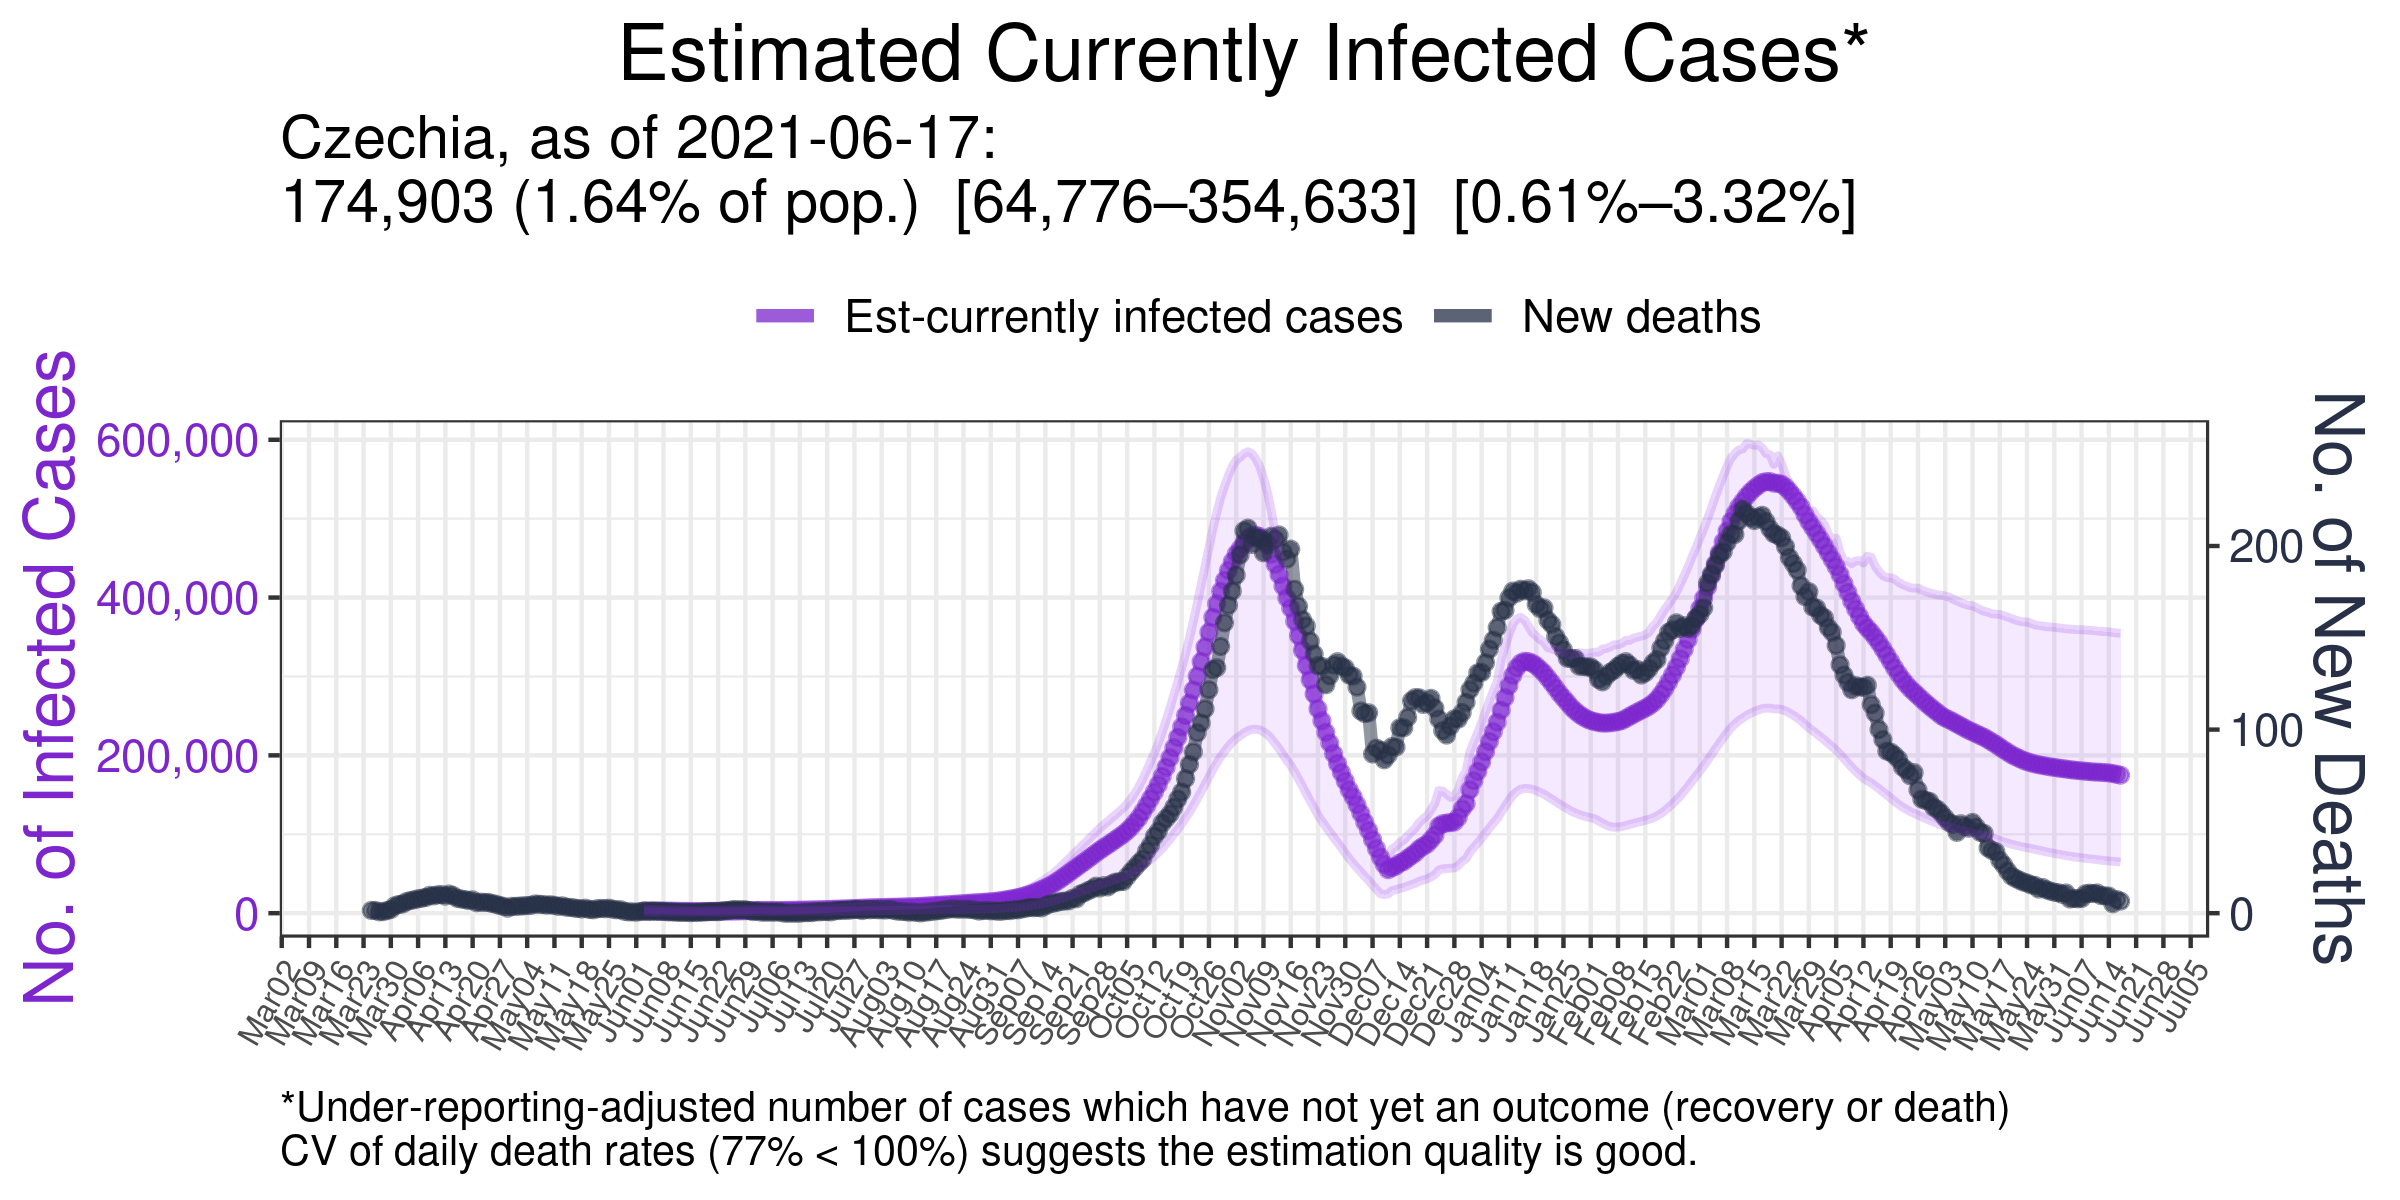 Estimated Currently Infected Cases*
Czechia, as of 2021-06-17:
174,903 (1.64% of pop.) [64,776–354,633] [0.61%–3.32%]
Est-currently infected cases
New deaths
No. of Infected Cases
600,000
400,000
200,000
0
No. of New Deaths
200
100
0
Mar02
Mar09
Mar16
Mar23
Mar30
Apr06
Apr13
Apr20
Apr27
May04
May11
May18
May25
Jun01
Jun08
Jun15
Jun22
Jun29
Jul06
Jul13
Jul20
Jul27
Aug03
Aug10
Aug17
Aug24
Aug31
Sep07
Sep14
Sep21
Sep28
Oct05
Oct12
Oct19
Oct26
Nov02
Nov09
Nov16
Nov23
Nov30
Dec07
Dec14
Dec21
Dec28
Jan04
Jan11
Jan18
Jan25
Feb01
Feb08
Feb15
Feb22
Mar01
Mar08
Mar15
Mar22
Mar29
Apr05
Apr12
Apr19
Apr26
May03
May10
May17
May24
May31
Jun07
Jun14
Jun21
Jun28
Jul05
*Under-reporting-adjusted number of cases which have not yet an outcome (recovery or death)
CV of daily death rates (77% < 100%) suggests the estimation quality is good.